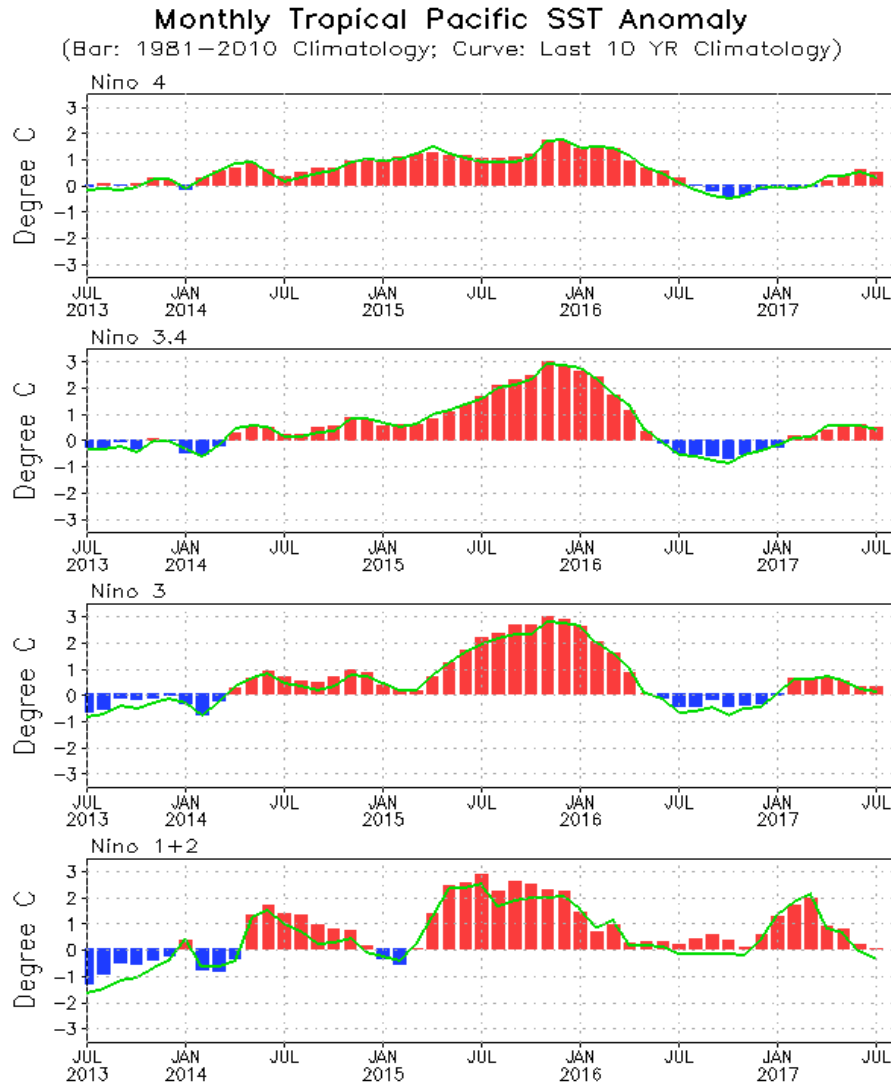 Monthly Tropical Pacific SST Anomaly
(Bar: 1981-2010 Climatology; Curve: Last 10 YR Climatology)
Nino 4
Degree C
3
2
1
0
-1
-2
-3
JUL JAN JUL JAN JUL JAN JUL JAN JUL
2013 2014 2015 2016 2017
Nino 3.4
Degree C
3
2
1
0
-1
-2
-3
JUL JAN JUL JAN JUL JAN JUL JAN JUL
2013 2014 2015 2016 2017
Nino 3
Degree C
3
2
1
0
-1
-2
-3
JUL JAN JUL JAN JUL JAN JUL JAN JUL
2013 2014 2015 2016 2017
Nino 1+2
Degree C
3
2
1
0
-1
-2
-3
JUL JAN JUL JAN JUL JAN JUL JAN JUL
2013 2014 2015 2016 2017